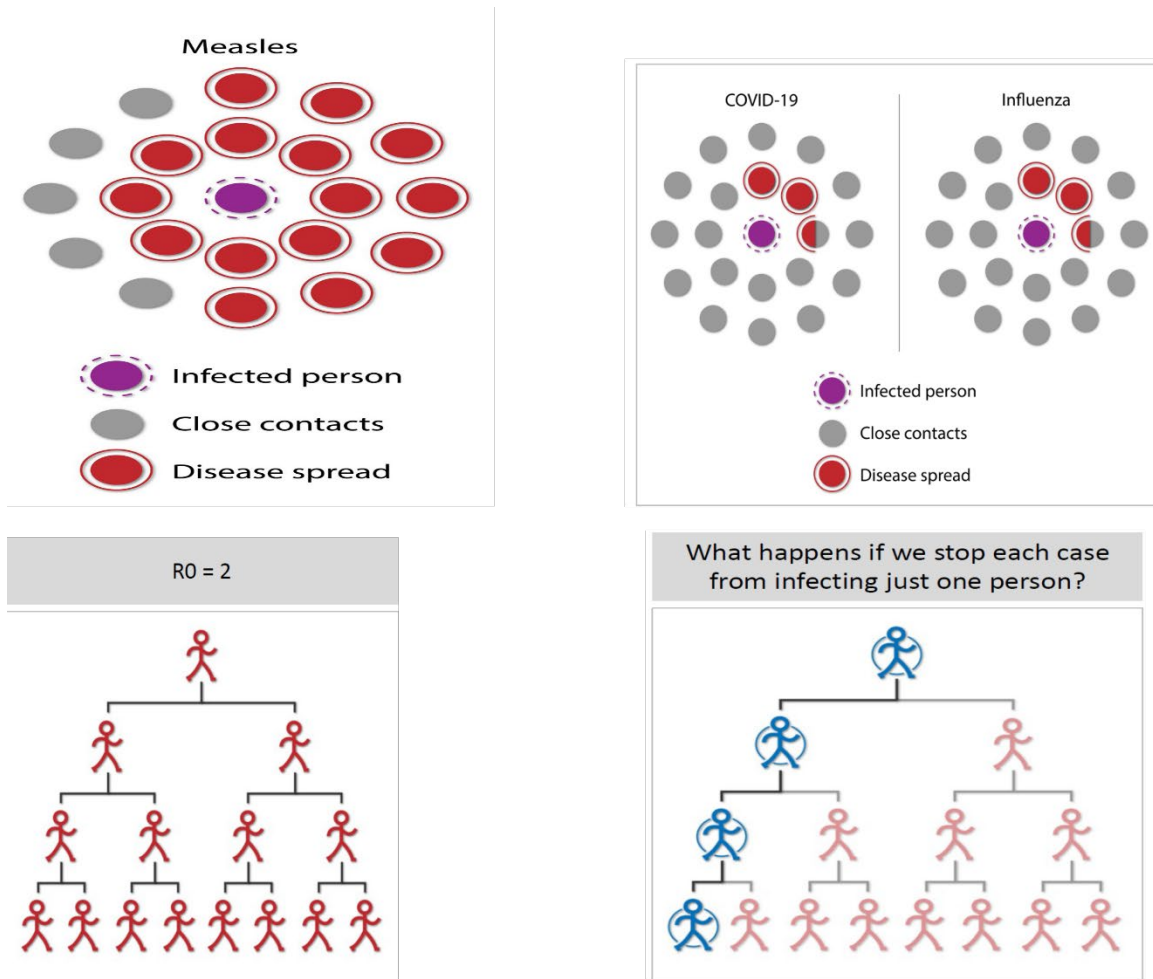 Measles
Infected person
Close contacts
Disease spread
COVID-19
Influenza
Infected person
Close contacts
Disease spread
R0 = 2
What happens if we stop each case
from infecting just one person?